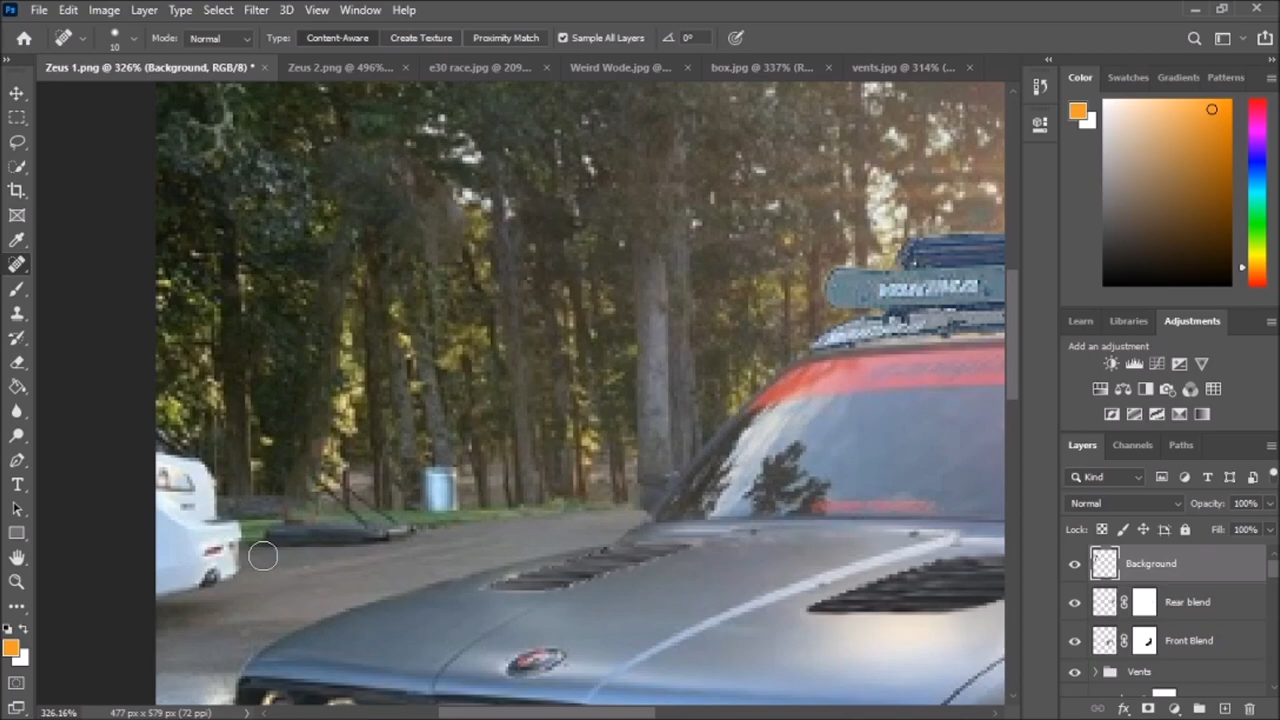 Ps File Edit Image Layer Type Select Filter 3D View Window Help
10 Mode: Normal Type: Content-Aware Create Texture Proximity Match Sample All Layers 0°
Zeus 1.png @ 326% (Background, RGB/8) * × Zeus 2.png @ 496%... × e30 race.jpg @ 209... × Weird Wode.jpg @... × box.jpg @ 337% (R... × vents.jpg @ 314% (... ×
Color Swatches Gradients Patterns
Learn Libraries Adjustments
Add an adjustment
Layers Channels Paths
Kind
Normal Opacity: 100%
Lock: Fill: 100%
Background
Rear blend
Front Blend
Vents
326.16% 477 px x 579 px (72 ppi)